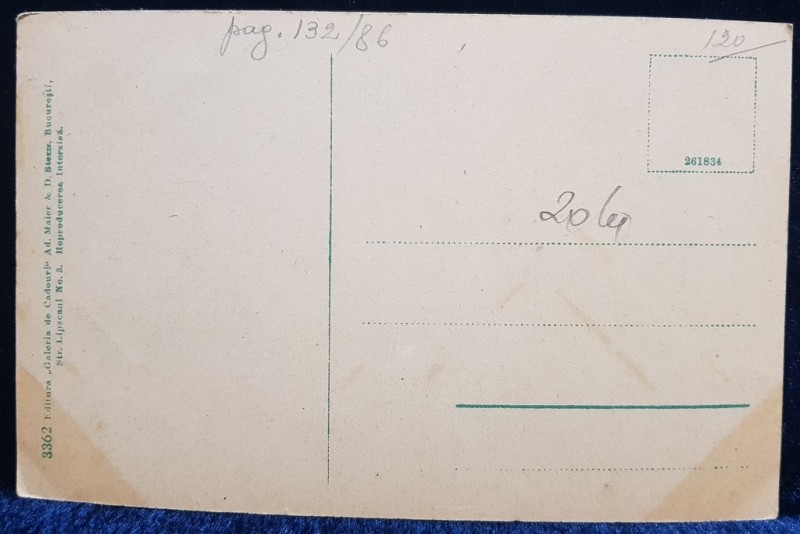 pag. 132/86
120
261834
20 lei
3362 Editura „Galeria de Cadouri“ Ad. Maier & D. Stern, Bucureşti,
Str. Lipscani No. 3. Reproducerea Interzisă.